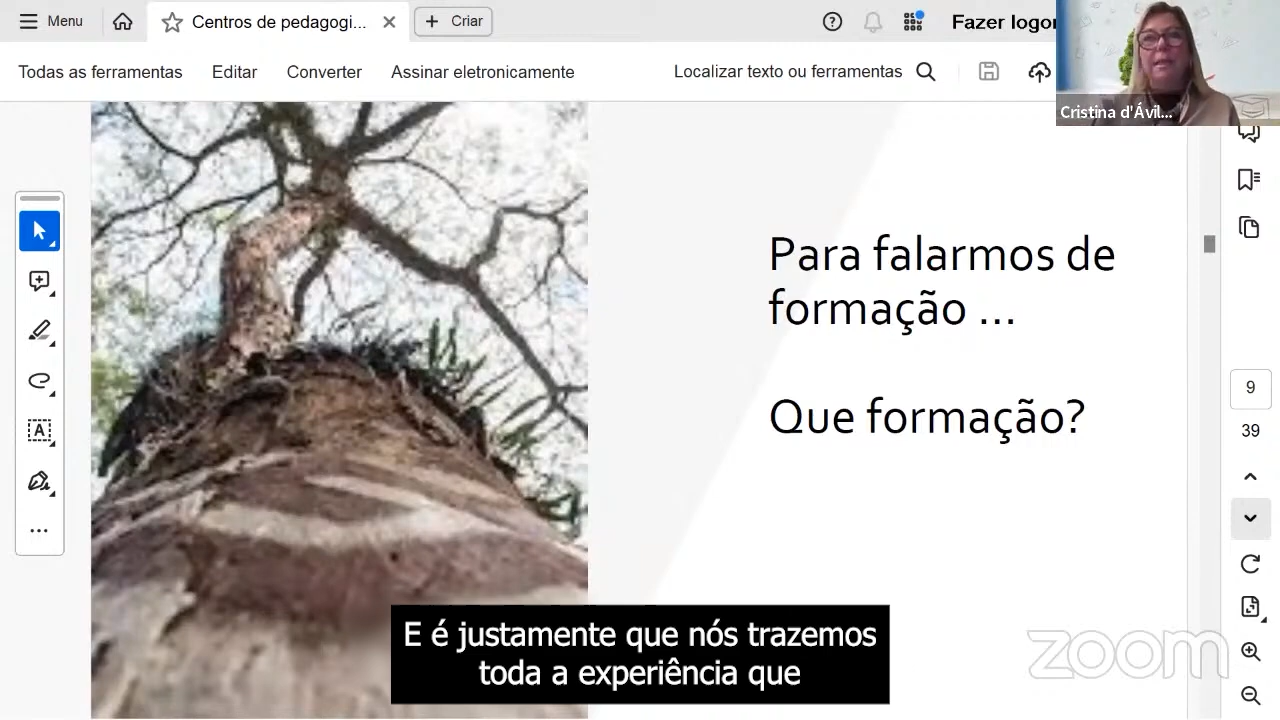 Menu
Centros de pedagogi...
Criar
Fazer logon
Todas as ferramentas
Editar
Converter
Assinar eletronicamente
Localizar texto ou ferramentas
Cristina d'Ávil...
Para falarmos de
formação ...
Que formação?
9
39
E é justamente que nós trazemos
toda a experiência que
zoom